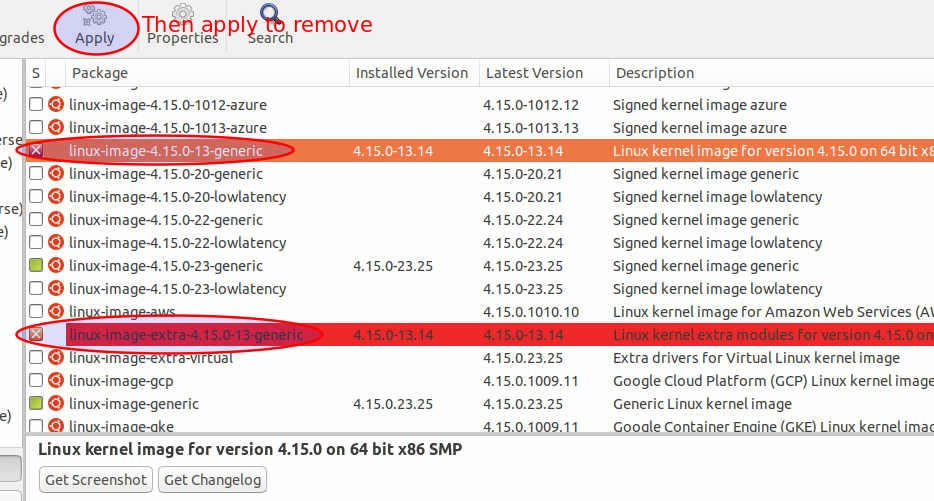 Then apply to remove
grades Apply Properties Search
S Package Installed Version Latest Version Description
e) linux-image-4.15.0-1012-azure 4.15.0-1012.12 Signed kernel image azure
linux-image-4.15.0-1013-azure 4.15.0-1013.13 Signed kernel image azure
erse linux-image-4.15.0-13-generic 4.15.0-13.14 4.15.0-13.14 Linux kernel image for version 4.15.0 on 64 bit x8
e) linux-image-4.15.0-20-generic 4.15.0-20.21 Signed kernel image generic
linux-image-4.15.0-20-lowlatency 4.15.0-20.21 Signed kernel image lowlatency
rse) linux-image-4.15.0-22-generic 4.15.0-22.24 Signed kernel image generic
e) linux-image-4.15.0-22-lowlatency 4.15.0-22.24 Signed kernel image lowlatency
linux-image-4.15.0-23-generic 4.15.0-23.25 4.15.0-23.25 Signed kernel image generic
linux-image-4.15.0-23-lowlatency 4.15.0-23.25 Signed kernel image lowlatency
linux-image-aws 4.15.0.1010.10 Linux kernel image for Amazon Web Services (AW
linux-image-extra-4.15.0-13-generic 4.15.0-13.14 4.15.0-13.14 Linux kernel extra modules for version 4.15.0 on
linux-image-extra-virtual 4.15.0.23.25 Extra drivers for Virtual Linux kernel image
linux-image-gcp 4.15.0.1009.11 Google Cloud Platform (GCP) Linux kernel image
e) linux-image-generic 4.15.0.23.25 4.15.0.23.25 Generic Linux kernel image
linux-image-gke 4.15.0.1009.11 Google Container Engine (GKE) Linux kernel imag
Linux kernel image for version 4.15.0 on 64 bit x86 SMP
Get Screenshot Get Changelog